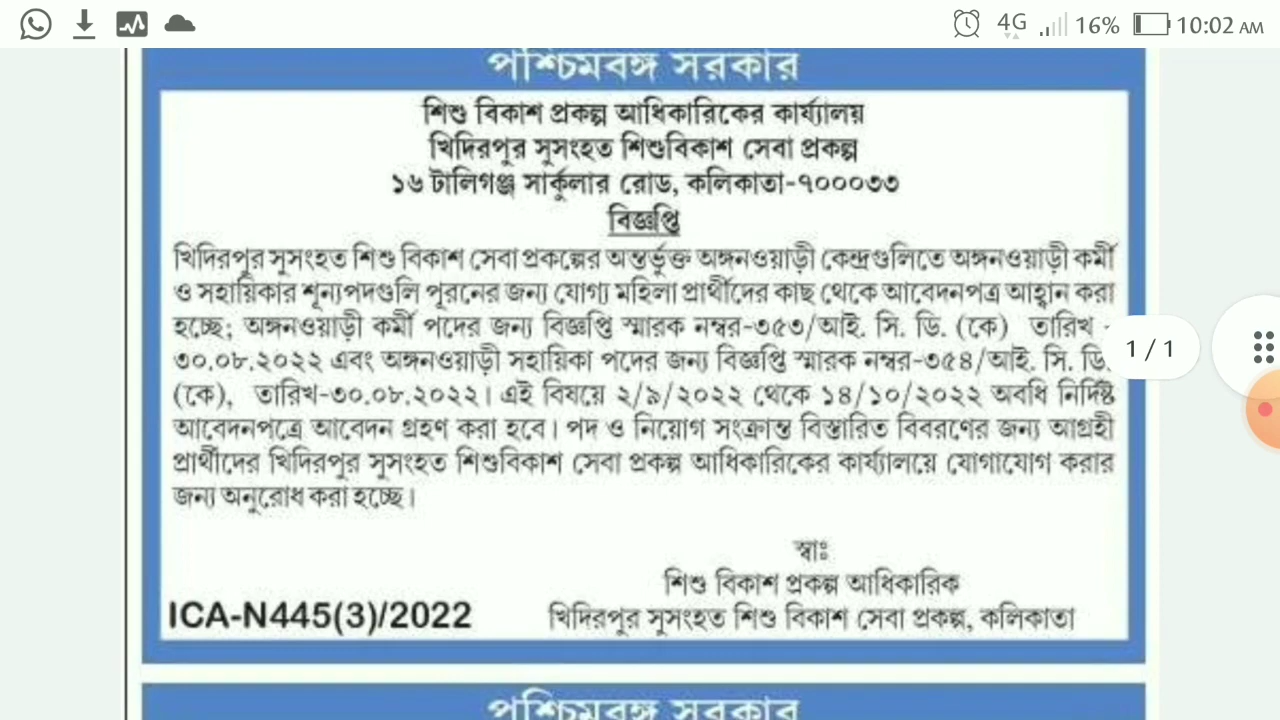 4G 16% 10:02 AM
পশ্চিমবঙ্গ সরকার
শিশু বিকাশ প্রকল্প আধিকারিকের কার্য্যালয়
খিদিরপুর সুসংহত শিশুবিকাশ সেবা প্রকল্প
১৬ টালিগঞ্জ সার্কুলার রোড, কলিকাতা-৭০০০৩৩
বিজ্ঞপ্তি
খিদিরপুর সুসংহত শিশু বিকাশ সেবা প্রকল্পের অন্তর্ভুক্ত অঙ্গনওয়াড়ী কেন্দ্রগুলিতে অঙ্গনওয়াড়ী কর্মী
ও সহায়িকার শূন্যপদগুলি পূরনের জন্য যোগ্য মহিলা প্রার্থীদের কাছ থেকে আবেদনপত্র আহ্বান করা
হচ্ছে; অঙ্গনওয়াড়ী কর্মী পদের জন্য বিজ্ঞপ্তি স্মারক নম্বর-৩৫৩/আই. সি. ডি. (কে) তারিখ -
৩০.০৮.২০২২ এবং অঙ্গনওয়াড়ী সহায়িকা পদের জন্য বিজ্ঞপ্তি স্মারক নম্বর-৩৫৪/আই. সি. ডি.
(কে), তারিখ-৩০.০৮.২০২২। এই বিষয়ে ২/৯/২০২২ থেকে ১৪/১০/২০২২ অবধি নির্দিষ্ট
আবেদনপত্রে আবেদন গ্রহণ করা হবে। পদ ও নিয়োগ সংক্রান্ত বিস্তারিত বিবরণের জন্য আগ্রহী
প্রার্থীদের খিদিরপুর সুসংহত শিশুবিকাশ সেবা প্রকল্প আধিকারিকের কার্য্যালয়ে যোগাযোগ করার
জন্য অনুরোধ করা হচ্ছে।
1 / 1
স্বাঃ
শিশু বিকাশ প্রকল্প আধিকারিক
ICA-N445(3)/2022 খিদিরপুর সুসংহত শিশু বিকাশ সেবা প্রকল্প, কলিকাতা
পশ্চিমবঙ্গ সরকার